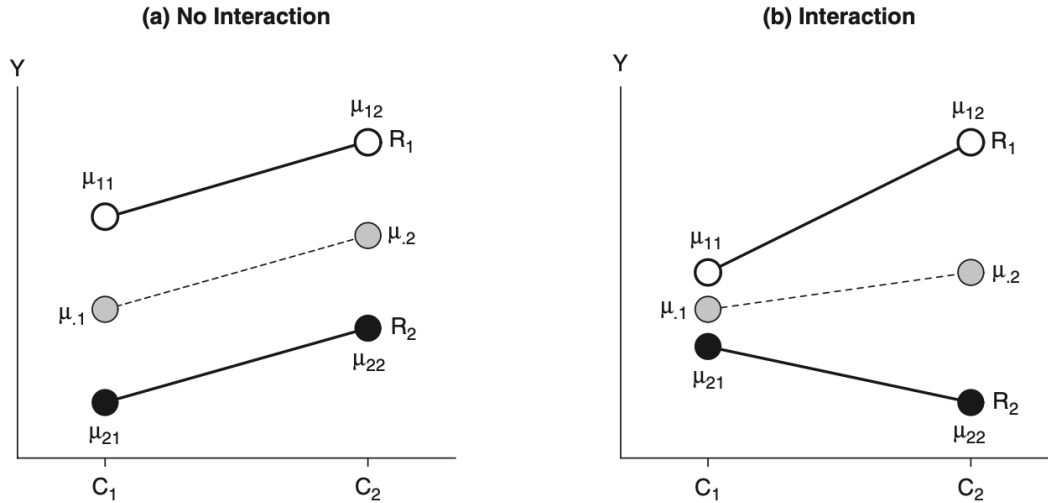 (a) No Interaction
Y
μ₁₂
R₁
μ₁₁
μ.₂
μ.₁
R₂
μ₂₂
μ₂₁
C₁ C₂
(b) Interaction
Y
μ₁₂
R₁
μ₁₁
μ.₂
μ.₁
μ₂₁
R₂
μ₂₂
C₁ C₂